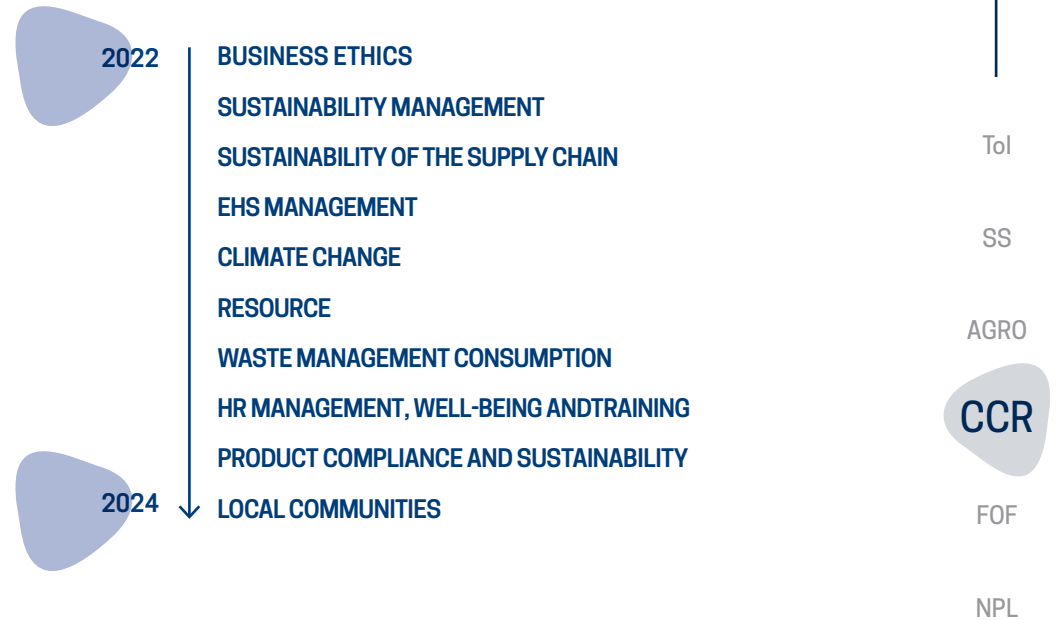 2022
BUSINESS ETHICS
SUSTAINABILITY MANAGEMENT
SUSTAINABILITY OF THE SUPPLY CHAIN
EHS MANAGEMENT
CLIMATE CHANGE
RESOURCE
WASTE MANAGEMENT CONSUMPTION
HR MANAGEMENT, WELL-BEING ANDTRAINING
PRODUCT COMPLIANCE AND SUSTAINABILITY
2024
LOCAL COMMUNITIES
Tol
SS
AGRO
CCR
FOF
NPL